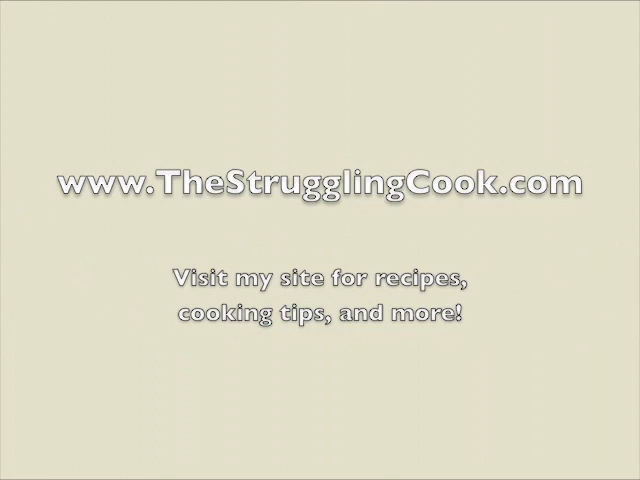 www.TheStrugglingCook.com
Visit my site for recipes,
cooking tips, and more!